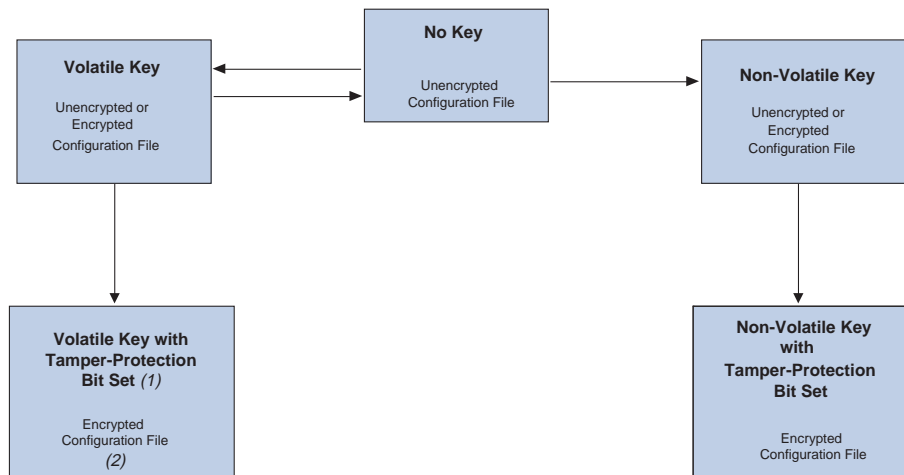 No Key
Unencrypted
Configuration File
Volatile Key
Unencrypted or
Encrypted
Configuration File
Non-Volatile Key
Unencrypted or
Encrypted
Configuration File
Volatile Key with
Tamper-Protection
Bit Set (1)
Encrypted
Configuration File
(2)
Non-Volatile Key
with
Tamper-Protection
Bit Set
Encrypted
Configuration File